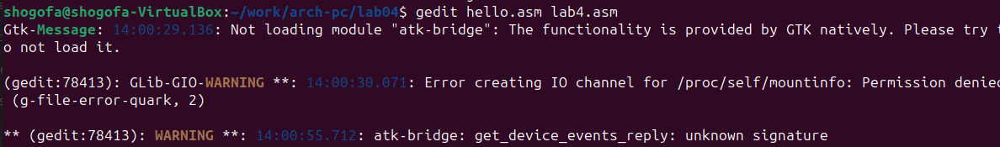 shogofa@shogofa-VirtualBox:~/work/arch-pc/lab04$ gedit hello.asm lab4.asm
Gtk-Message: 14:00:29.136: Not loading module "atk-bridge": The functionality is provided by GTK natively. Please try t
o not load it.
(gedit:78413): GLib-GIO-WARNING **: 14:00:30.071: Error creating IO channel for /proc/self/mountinfo: Permission denied
(g-file-error-quark, 2)
** (gedit:78413): WARNING **: 14:00:55.712: atk-bridge: get_device_events_reply: unknown signature